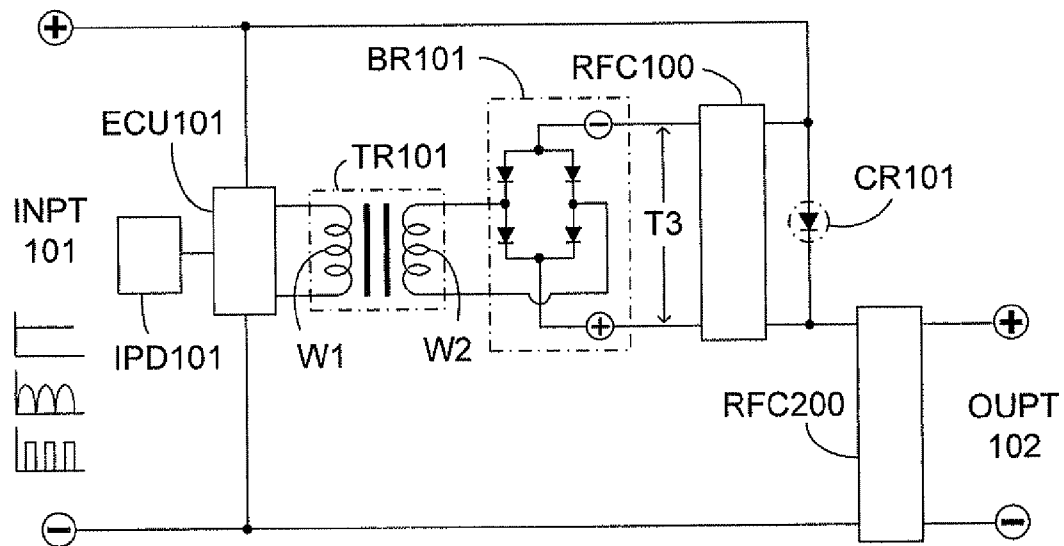 BR101
RFC100
ECU101
TR101
CR101
INPT
101
T3
IPD101
W1
W2
RFC200
OUPT
102